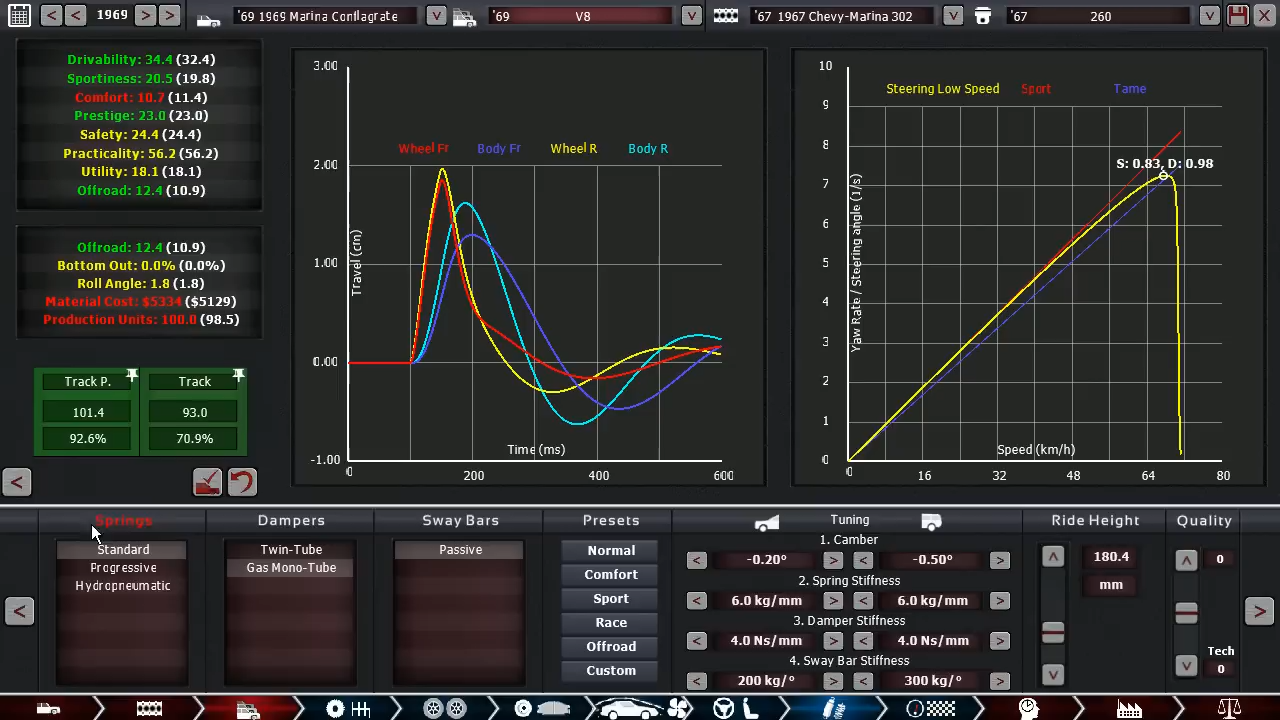 1969
'69 1969 Marina Conflagrate
'69 V8
'67 1967 Chevy-Marina 302
'67 260
Drivability: 34.4 (32.4)
Sportiness: 20.5 (19.8)
Comfort: 10.7 (11.4)
Prestige: 23.0 (23.0)
Safety: 24.4 (24.4)
Practicality: 56.2 (56.2)
Utility: 18.1 (18.1)
Offroad: 12.4 (10.9)
Offroad: 12.4 (10.9)
Bottom Out: 0.0% (0.0%)
Roll Angle: 1.8 (1.8)
Material Cost: $5334 ($5129)
Production Units: 100.0 (98.5)
Track P. Track
101.4 93.0
92.6% 70.9%
3.00
2.00
1.00
0.00
-1.00
Wheel Fr Body Fr Wheel R Body R
Travel (cm)
Time (ms)
0 200 400 600
10
9
8
7
6
5
4
3
2
1
0
Steering Low Speed Sport Tame
S: 0.83, D: 0.98
Yaw Rate / Steering angle (1/s)
Speed (km/h)
0 16 32 48 64 80
Springs
Standard
Progressive
Hydropneumatic
Dampers
Twin-Tube
Gas Mono-Tube
Sway Bars
Passive
Presets
Normal
Comfort
Sport
Race
Offroad
Custom
Tuning
1. Camber
-0.20° -0.50°
2. Spring Stiffness
6.0 kg/mm 6.0 kg/mm
3. Damper Stiffness
4.0 Ns/mm 4.0 Ns/mm
4. Sway Bar Stiffness
200 kg/° 300 kg/°
Ride Height
180.4
mm
Quality
0
Tech
0